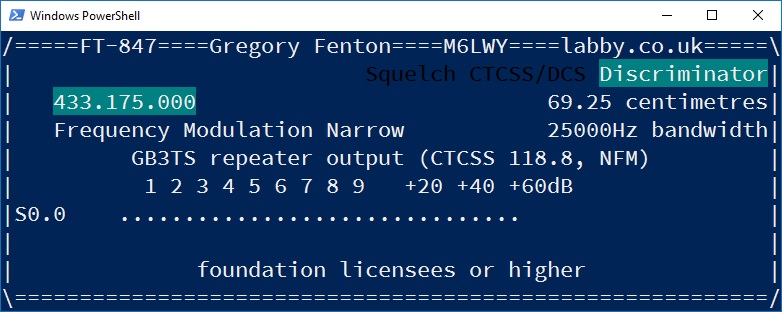 Windows PowerShell
/=====FT-847====Gregory Fenton====M6LWY====labby.co.uk=====\
| Squelch CTCSS/DCS Discriminator|
| 433.175.000 69.25 centimetres|
| Frequency Modulation Narrow 25000Hz bandwidth|
| GB3TS repeater output (CTCSS 118.8, NFM) |
| 1 2 3 4 5 6 7 8 9 +20 +40 +60dB |
|S0.0 ............................... |
| |
| foundation licensees or higher |
\==========================================================/